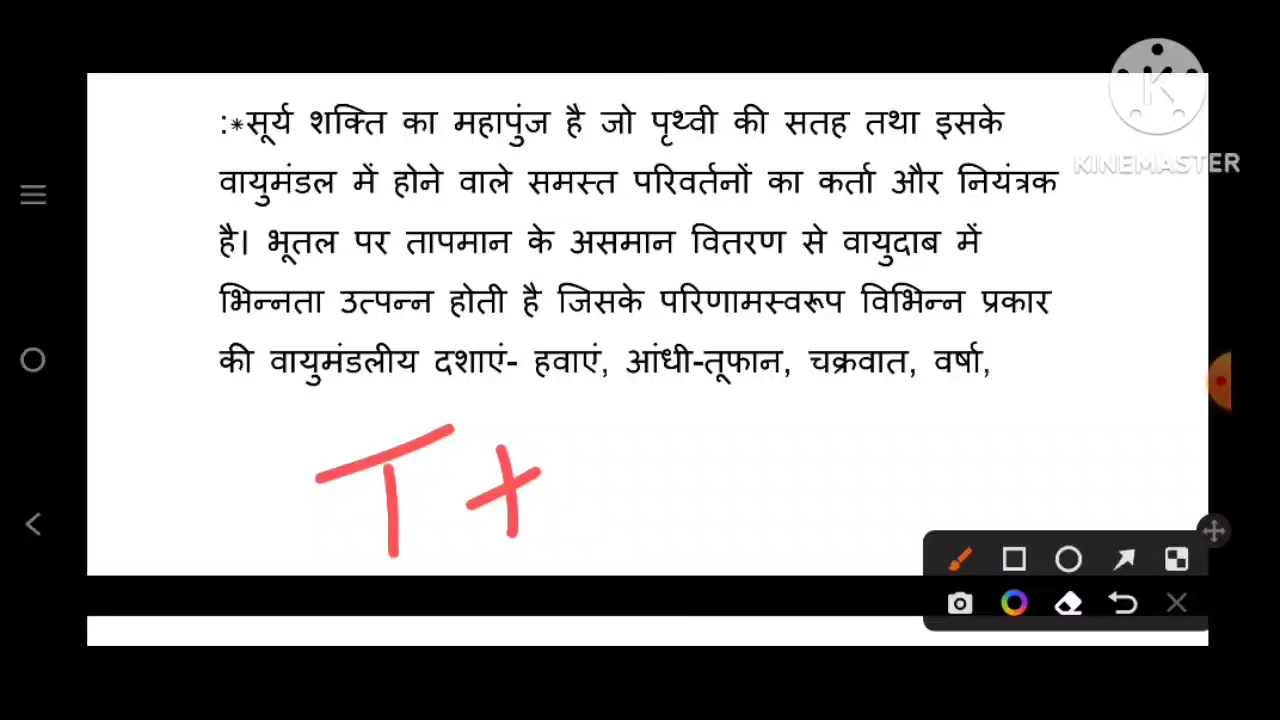 :*सूर्य शक्ति का महापुंज है जो पृथ्वी की सतह तथा इसके
वायुमंडल में होने वाले समस्त परिवर्तनों का कर्ता और नियंत्रक
है। भूतल पर तापमान के असमान वितरण से वायुदाब में
भिन्नता उत्पन्न होती है जिसके परिणामस्वरूप विभिन्न प्रकार
की वायुमंडलीय दशाएं- हवाएं, आंधी-तूफान, चक्रवात, वर्षा,
T +
KINEMASTER